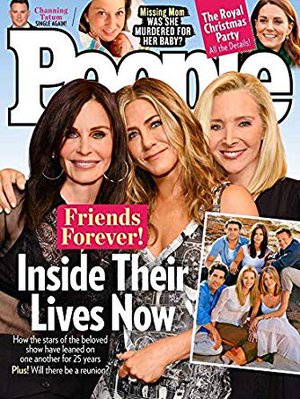 Channing
Tatum
SINGLE AGAIN!
Missing Mom
WAS SHE
MURDERED FOR
HER BABY?
The Royal
Christmas
Party
All the Details!
People
Friends
Forever!
Inside Their
Lives Now
How the stars of the beloved
show have leaned on
one another for 25 years
Plus! Will there be a reunion?